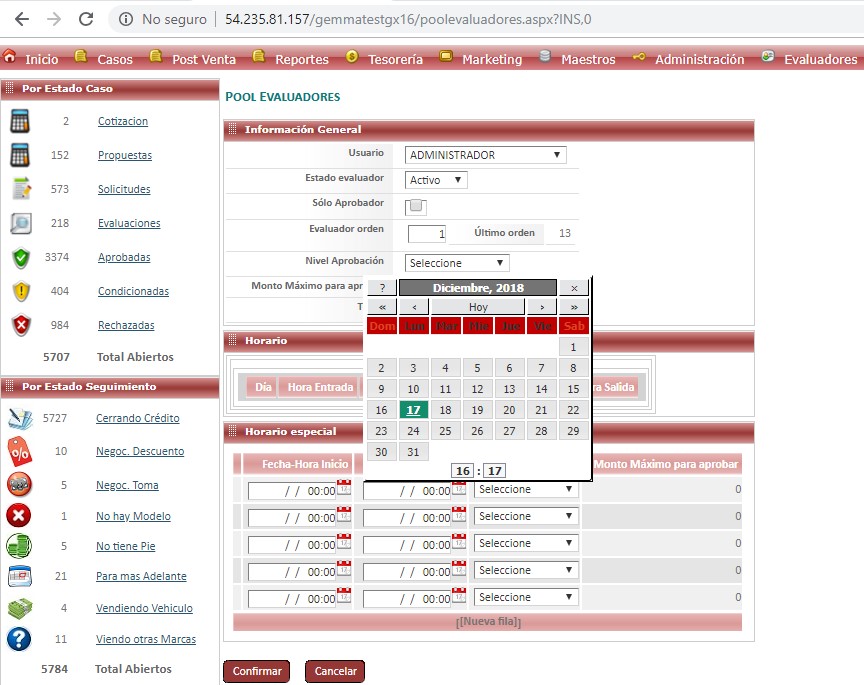 No seguro | 54.235.81.157/gemmatestgx16/poolevaluadores.aspx?INS,0
Inicio Casos Post Venta Reportes Tesorería Marketing Maestros Administración Evaluadores
Por Estado Caso
2 Cotizacion
152 Propuestas
573 Solicitudes
218 Evaluaciones
3374 Aprobadas
404 Condicionadas
984 Rechazadas
5707 Total Abiertos
Por Estado Seguimiento
5727 Cerrando Crédito
10 Negoc. Descuento
5 Negoc. Toma
1 No hay Modelo
5 No tiene Pie
21 Para mas Adelante
4 Vendiendo Vehiculo
11 Viendo otras Marcas
5784 Total Abiertos
POOL EVALUADORES
Información General
Usuario ADMINISTRADOR
Estado evaluador Activo
Sólo Aprobador
Evaluador orden 1 Último orden 13
Nivel Aprobación Seleccione
Monto Máximo para apr
T
? Diciembre, 2018 ×
« ‹ Hoy › »
Dom Lun Mar Mie Jue Vie Sab
1
2 3 4 5 6 7 8
9 10 11 12 13 14 15
16 17 18 19 20 21 22
23 24 25 26 27 28 29
30 31
16 : 17
Horario
Día Hora Entrada ra Salida
Horario especial
Fecha-Hora Inicio Monto Máximo para aprobar
/ / 00:00 / / 00:00 Seleccione 0
/ / 00:00 / / 00:00 Seleccione 0
/ / 00:00 / / 00:00 Seleccione 0
/ / 00:00 / / 00:00 Seleccione 0
/ / 00:00 / / 00:00 Seleccione 0
[[Nueva fila]]
Confirmar Cancelar